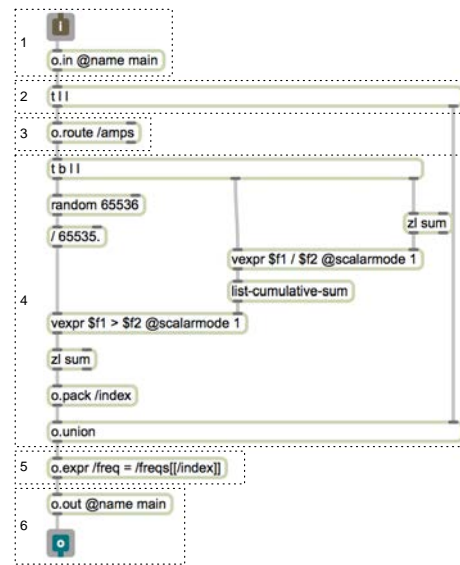 i
1
o.in @name main
2
t l l
3
o.route /amps
4
t b l l
random 65536
/ 65535.
zl sum
vexpr $f1 / $f2 @scalarmode 1
list-cumulative-sum
vexpr $f1 > $f2 @scalarmode 1
zl sum
o.pack /index
o.union
5
o.expr /freq = /freqs[[/index]]
o.out @name main
6
o